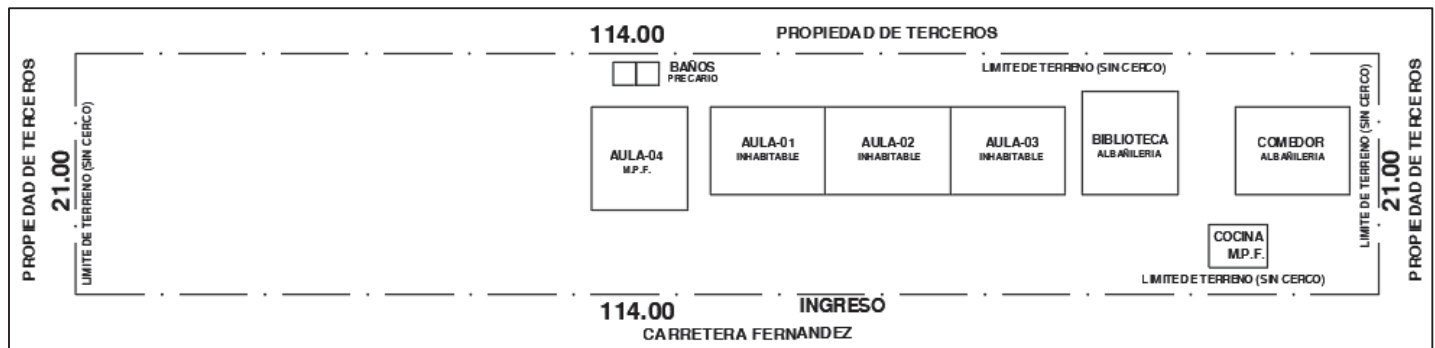 114.00
PROPIEDAD DE TERCEROS
PROPIEDAD DE TERCEROS
21.00
LIMITE DE TERRENO (SIN CERCO)
BAÑOS
PRECARIO
LIMITE DE TERRENO (SIN CERCO)
AULA-04
M.P.F.
AULA-01
INHABITABLE
AULA-02
INHABITABLE
AULA-03
INHABITABLE
BIBLIOTECA
ALBAÑILERIA
COMEDOR
ALBAÑILERIA
LIMITE DE TERRENO (SIN CERCO)
21.00
PROPIEDAD DE TERCEROS
COCINA
M.P.F.
LIMITE DE TERRENO (SIN CERCO)
114.00
INGRESO
CARRETERA FERNANDEZ